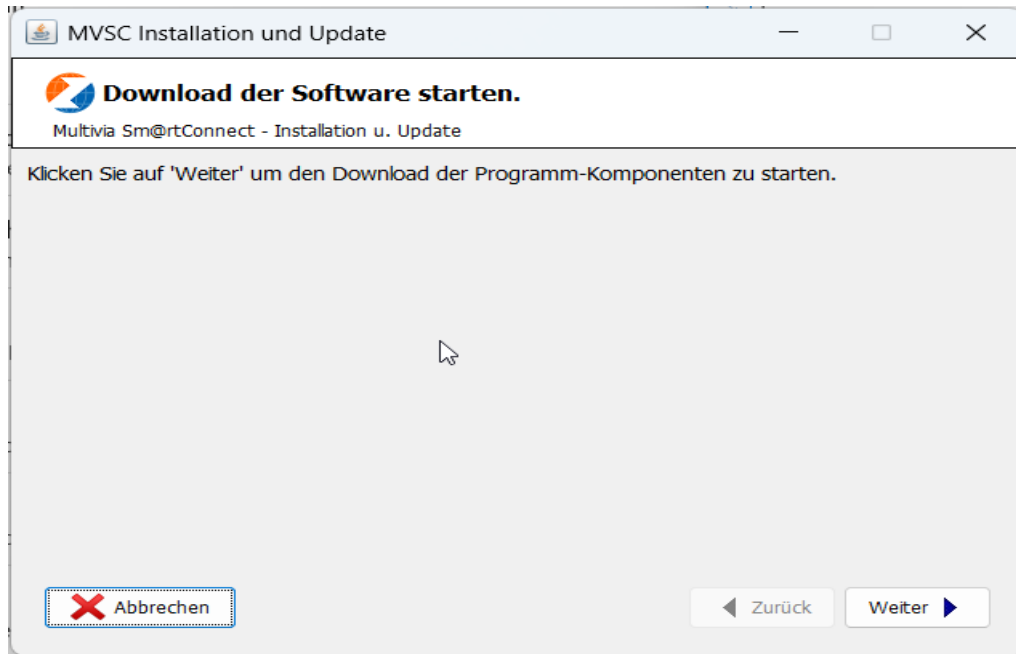 MVSC Installation und Update
Download der Software starten.
Multivia Sm@rtConnect - Installation u. Update
Klicken Sie auf 'Weiter' um den Download der Programm-Komponenten zu starten.
Abbrechen
Zurück
Weiter